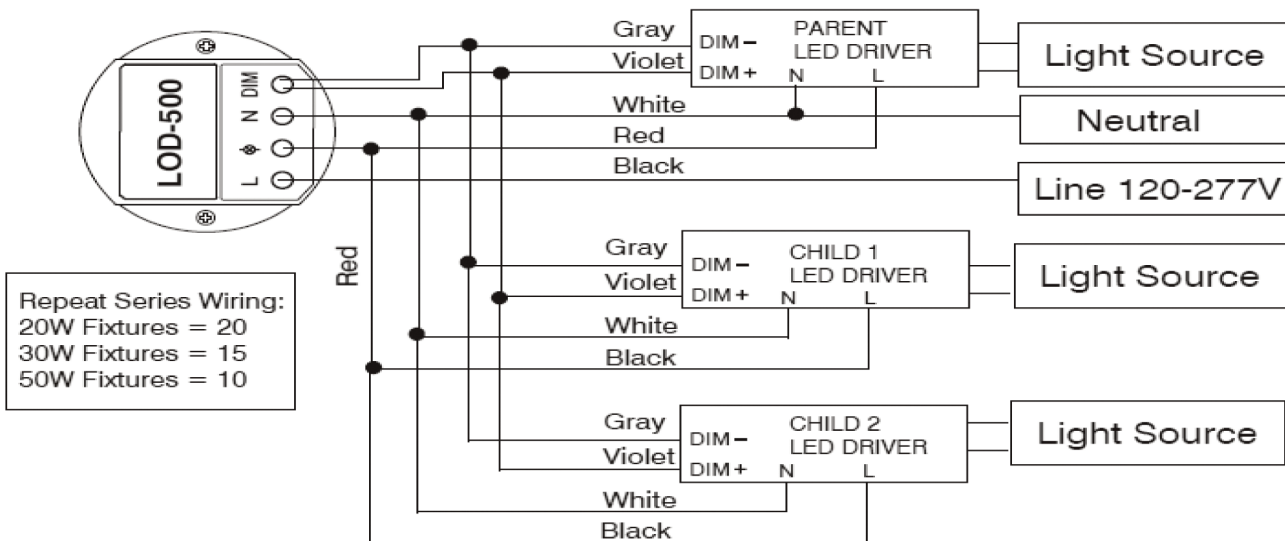 LOD-500
DIM
N
L
Gray
Violet
White
Red
Black
DIM −
DIM +
PARENT
LED DRIVER
N L
Light Source
Neutral
Line 120-277V
Red
Repeat Series Wiring:
20W Fixtures = 20
30W Fixtures = 15
50W Fixtures = 10
Gray
Violet
White
Black
DIM −
DIM +
CHILD 1
LED DRIVER
N L
Light Source
Gray
Violet
White
Black
DIM −
DIM +
CHILD 2
LED DRIVER
N L
Light Source